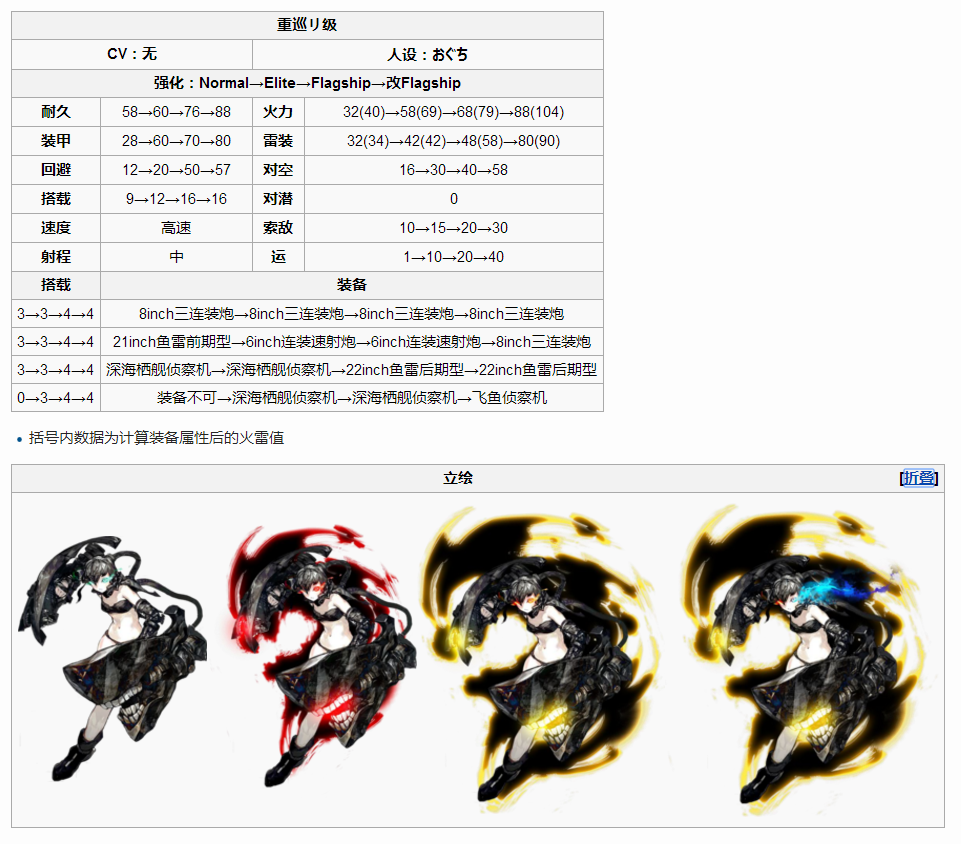 重巡リ级
CV：无 人设：おぐち
强化：Normal→Elite→Flagship→改Flagship
耐久 58→60→76→88 火力 32(40)→58(69)→68(79)→88(104)
装甲 28→60→70→80 雷装 32(34)→42(42)→48(58)→80(90)
回避 12→20→50→57 对空 16→30→40→58
搭载 9→12→16→16 对潜 0
速度 高速 索敌 10→15→20→30
射程 中 运 1→10→20→40
搭载 装备
3→3→4→4 8inch三连装炮→8inch三连装炮→8inch三连装炮→8inch三连装炮
3→3→4→4 21inch鱼雷前期型→6inch连装速射炮→6inch连装速射炮→8inch三连装炮
3→3→4→4 深海栖舰侦察机→深海栖舰侦察机→22inch鱼雷后期型→22inch鱼雷后期型
0→3→4→4 装备不可→深海栖舰侦察机→深海栖舰侦察机→飞鱼侦察机
• 括号内数据为计算装备属性后的火雷值
立绘 [折叠]